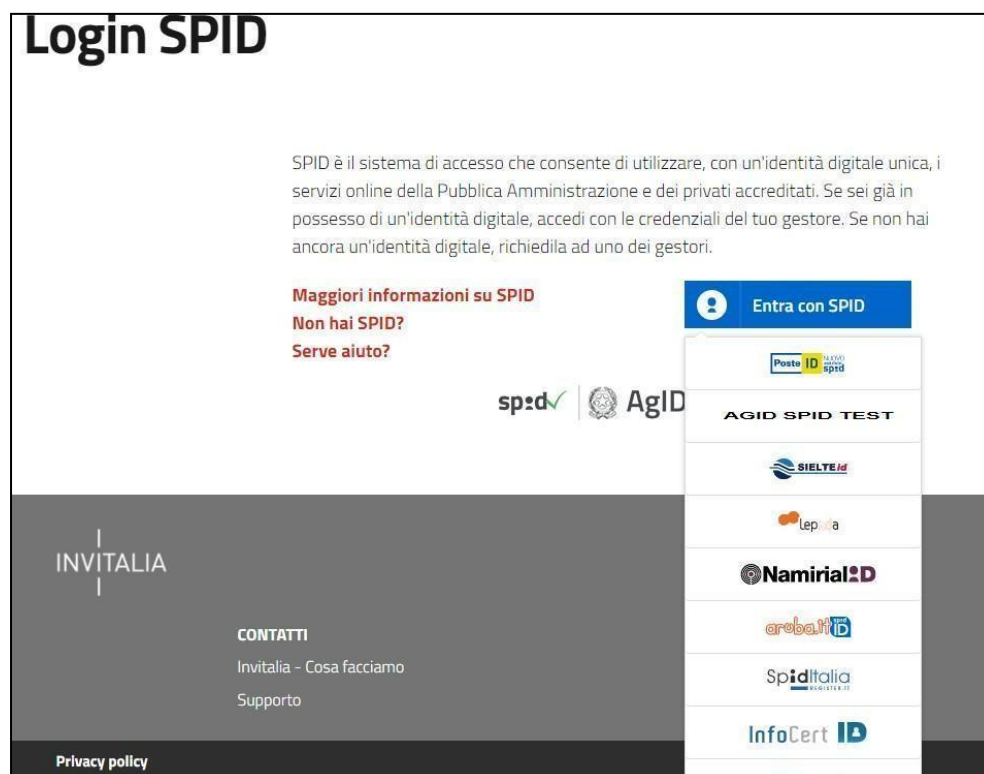 Login SPID
SPID è il sistema di accesso che consente di utilizzare, con un'identità digitale unica, i
servizi online della Pubblica Amministrazione e dei privati accreditati. Se sei già in
possesso di un'identità digitale, accedi con le credenziali del tuo gestore. Se non hai
ancora un'identità digitale, richiedila ad uno dei gestori.
Maggiori informazioni su SPID
Non hai SPID?
Serve aiuto?
Entra con SPID
spid
AgID
Poste ID NUOVO
spid
AGID SPID TEST
SIELTE id
Lepida
Namirial ID
aruba.it ID
SpidItalia
REGISTER.IT
InfoCert ID
INVITALIA
CONTATTI
Invitalia - Cosa facciamo
Supporto
Privacy policy